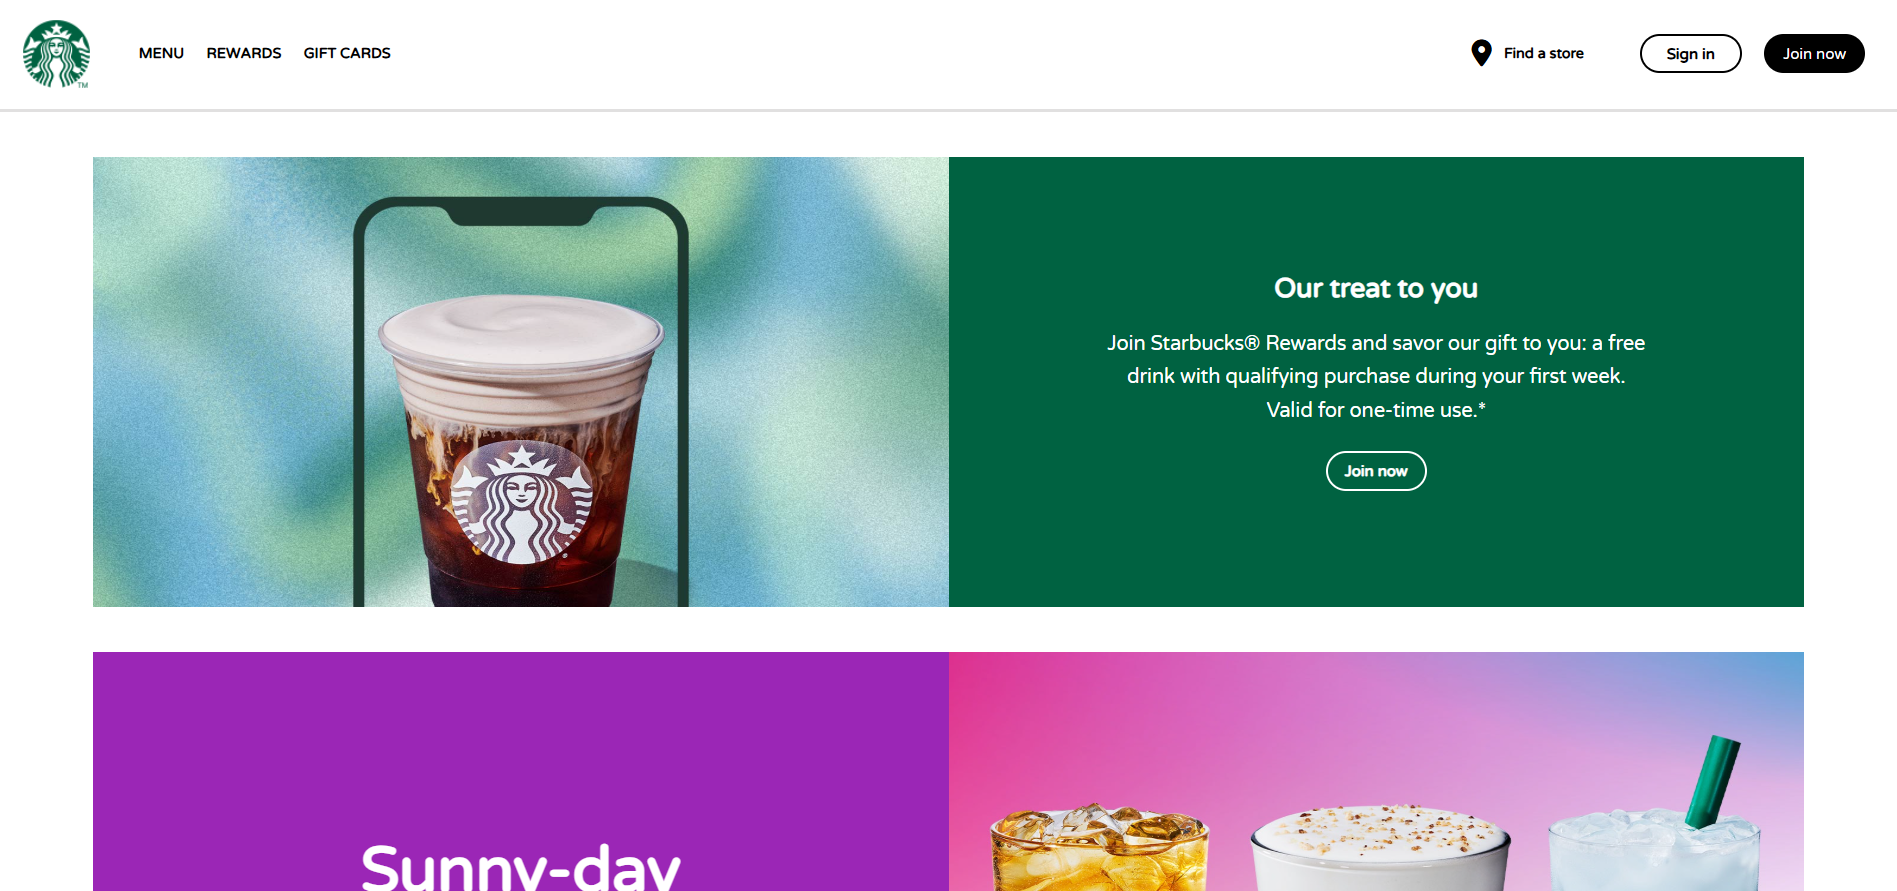 MENU REWARDS GIFT CARDS Find a store Sign in Join now
TM
Our treat to you
Join Starbucks® Rewards and savor our gift to you: a free
drink with qualifying purchase during your first week.
Valid for one-time use.*
Join now
®
Sunny-day